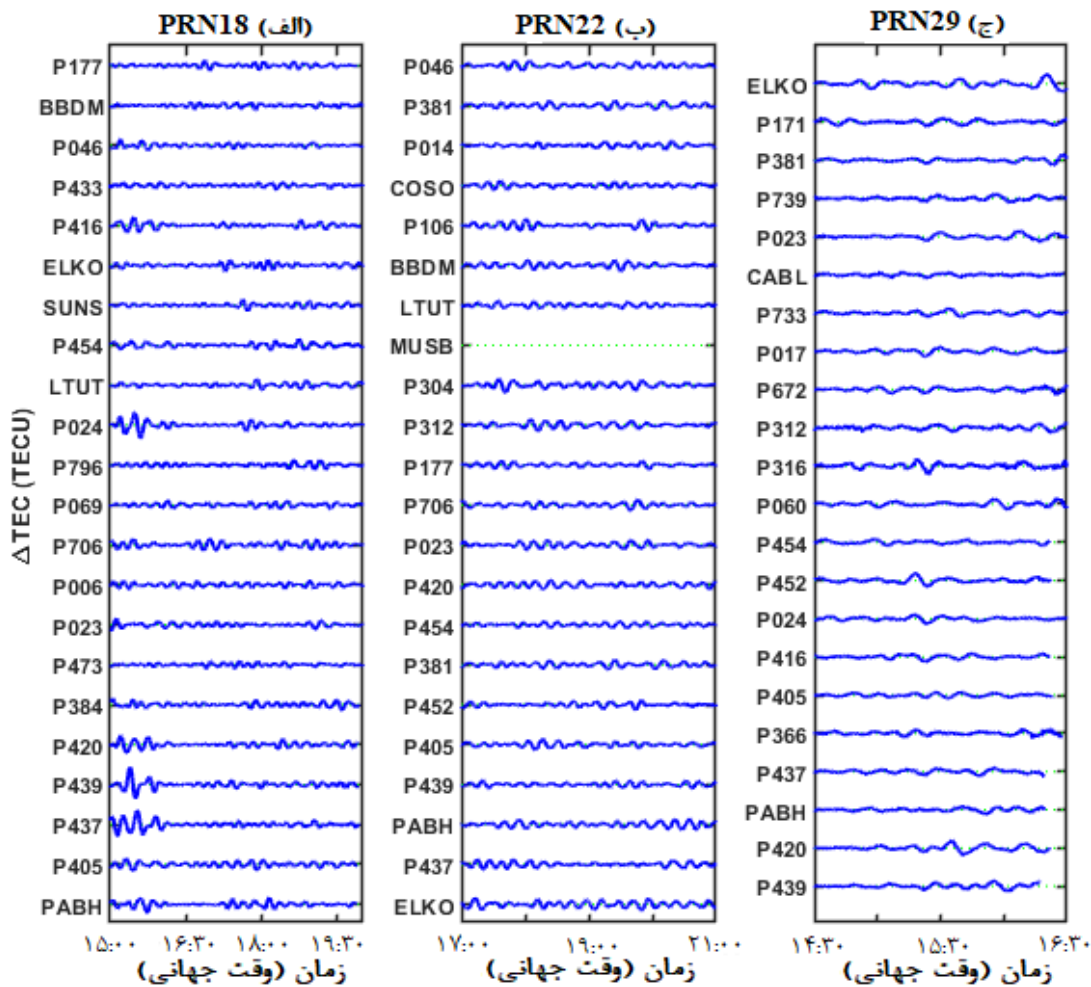 PRN18 (الف)
P177
BBDM
P046
P433
P416
ELKO
SUNS
P454
LTUT
P024
P796
P069
P706
P006
P023
P473
P384
P420
P439
P437
P405
PABH
ΔTEC (TECU)
۱۵:۰۰ ۱۶:۳۰ ۱۸:۰۰ ۱۹:۳۰
زمان (وقت جهانی)
PRN22 (ب)
P046
P381
P014
COSO
P106
BBDM
LTUT
MUSB
P304
P312
P177
P706
P023
P420
P454
P381
P452
P405
P439
PABH
P437
ELKO
۱۷:۰۰ ۱۹:۰۰ ۲۱:۰۰
زمان (وقت جهانی)
PRN29 (ج)
ELKO
P171
P381
P739
P023
CABL
P733
P017
P672
P312
P316
P060
P454
P452
P024
P416
P405
P366
P437
PABH
P420
P439
۱۴:۳۰ ۱۵:۳۰ ۱۶:۳۰
زمان (وقت جهانی)